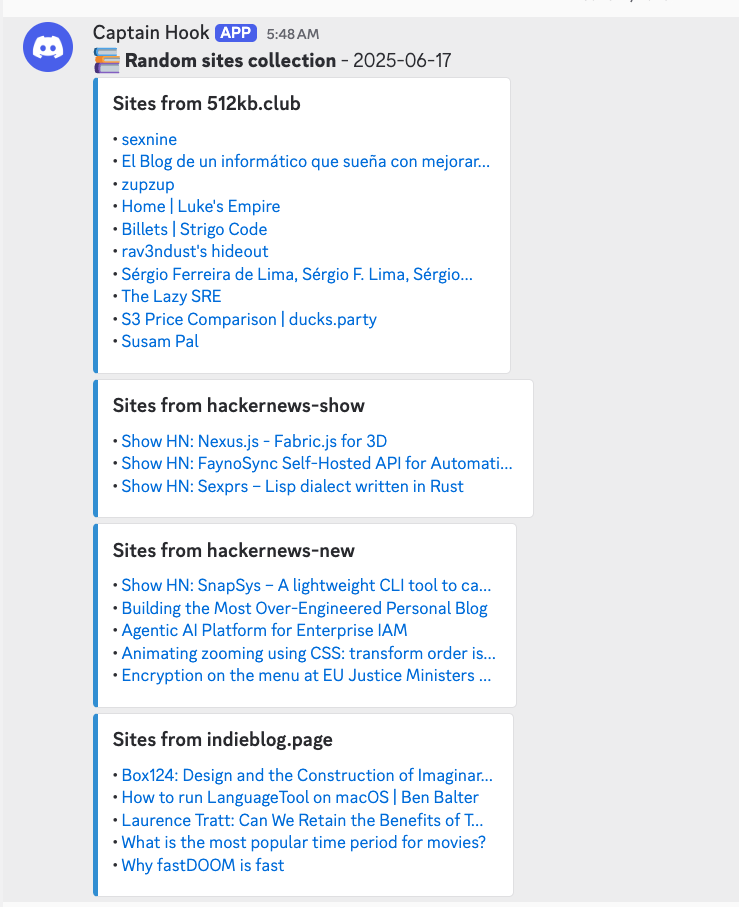 Captain Hook APP 5:48 AM
Random sites collection - 2025-06-17
Sites from 512kb.club
• sexnine
• El Blog de un informático que sueña con mejorar...
• zupzup
• Home | Luke's Empire
• Billets | Strigo Code
• rav3ndust's hideout
• Sérgio Ferreira de Lima, Sérgio F. Lima, Sérgio...
• The Lazy SRE
• S3 Price Comparison | ducks.party
• Susam Pal
Sites from hackernews-show
• Show HN: Nexus.js - Fabric.js for 3D
• Show HN: FaynoSync Self-Hosted API for Automati...
• Show HN: Sexprs – Lisp dialect written in Rust
Sites from hackernews-new
• Show HN: SnapSys – A lightweight CLI tool to ca...
• Building the Most Over-Engineered Personal Blog
• Agentic AI Platform for Enterprise IAM
• Animating zooming using CSS: transform order is...
• Encryption on the menu at EU Justice Ministers ...
Sites from indieblog.page
• Box124: Design and the Construction of Imaginar...
• How to run LanguageTool on macOS | Ben Balter
• Laurence Tratt: Can We Retain the Benefits of T...
• What is the most popular time period for movies?
• Why fastDOOM is fast